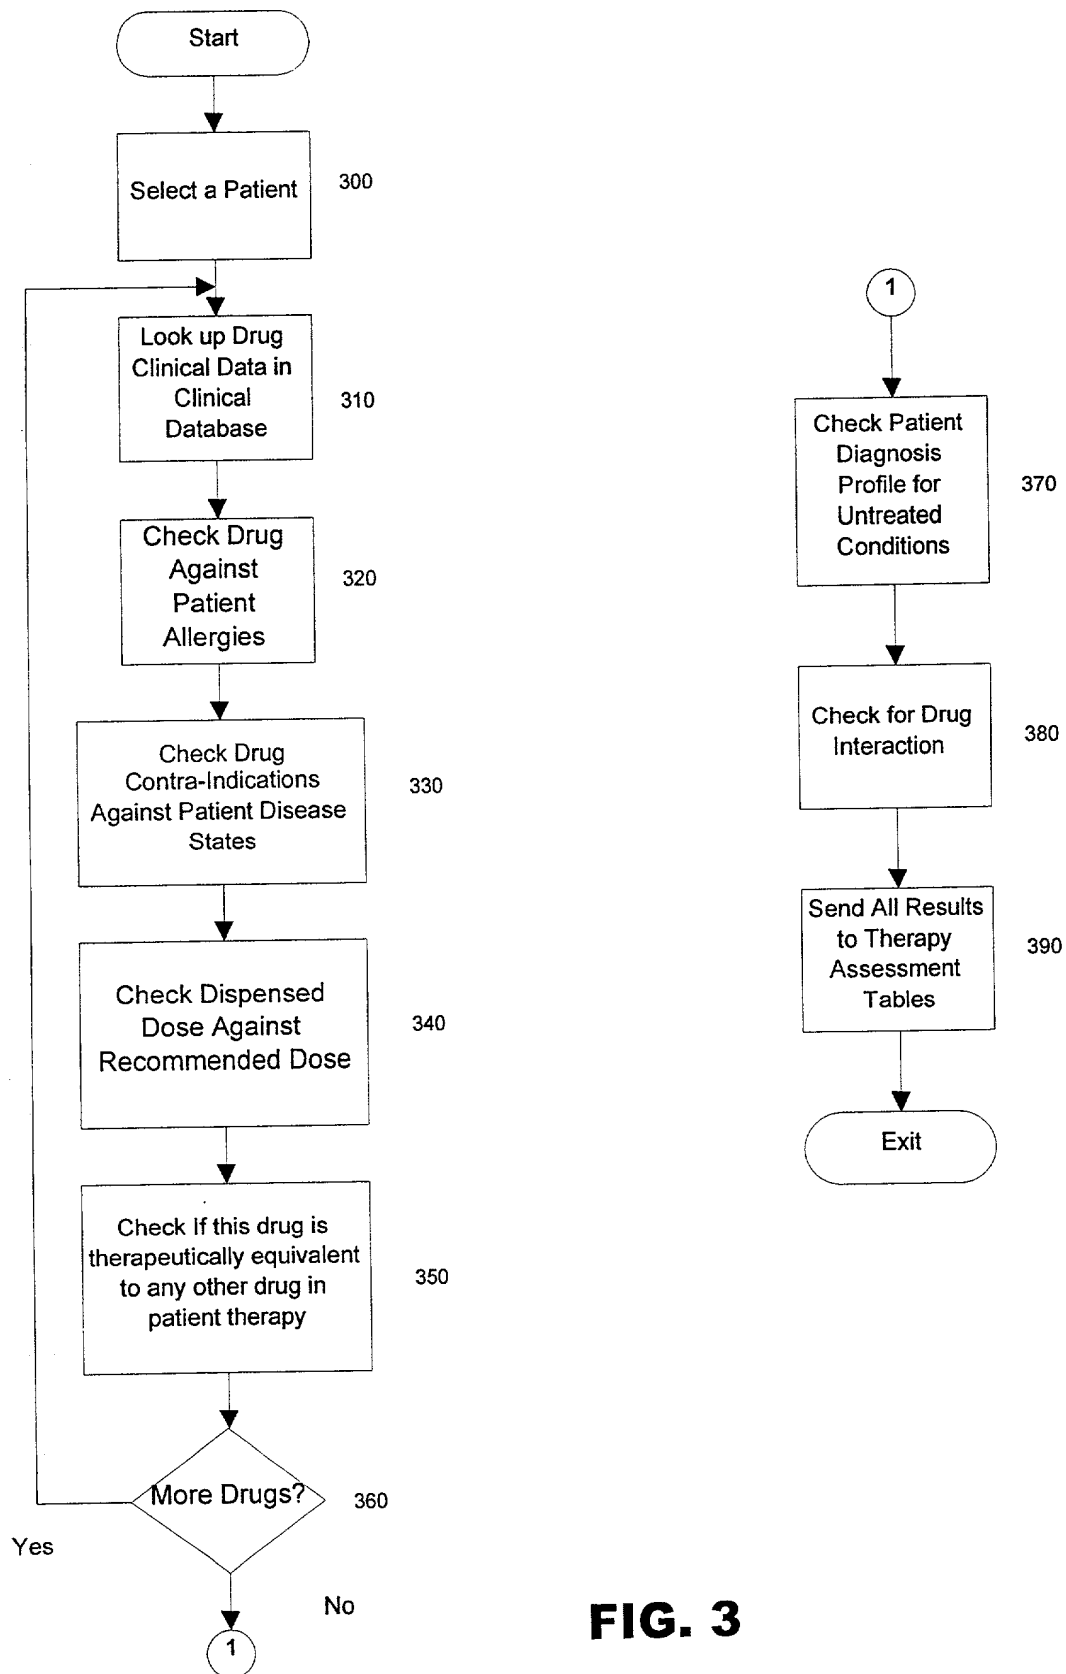 Start
Select a Patient
300
Look up Drug
Clinical Data in
Clinical
Database
310
Check Drug
Against
Patient
Allergies
320
Check Drug
Contra-Indications
Against Patient Disease
States
330
Check Dispensed
Dose Against
Recommended Dose
340
Check If this drug is
therapeutically equivalent
to any other drug in
patient therapy
350
More Drugs?
360
Yes
No
1
1
Check Patient
Diagnosis
Profile for
Untreated
Conditions
370
Check for Drug
Interaction
380
Send All Results
to Therapy
Assessment
Tables
390
Exit
FIG. 3